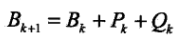 B_{k+1} = B_k + P_k + Q_k